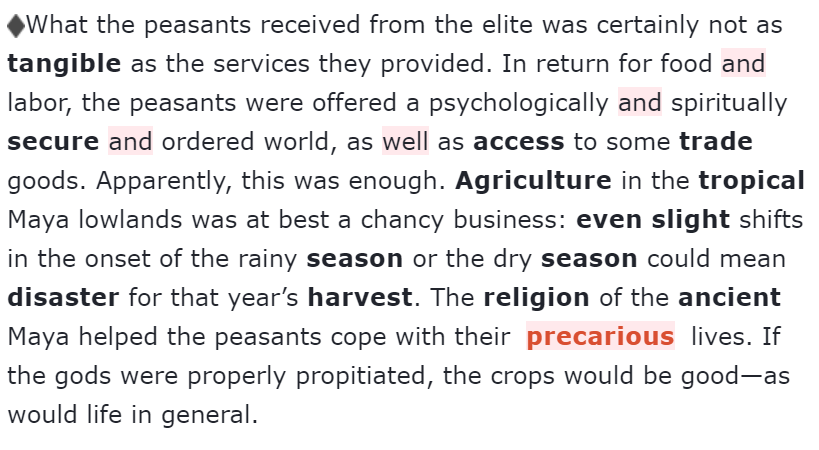 ♦What the peasants received from the elite was certainly not as
tangible as the services they provided. In return for food and
labor, the peasants were offered a psychologically and spiritually
secure and ordered world, as well as access to some trade
goods. Apparently, this was enough. Agriculture in the tropical
Maya lowlands was at best a chancy business: even slight shifts
in the onset of the rainy season or the dry season could mean
disaster for that year’s harvest. The religion of the ancient
Maya helped the peasants cope with their precarious lives. If
the gods were properly propitiated, the crops would be good—as
would life in general.